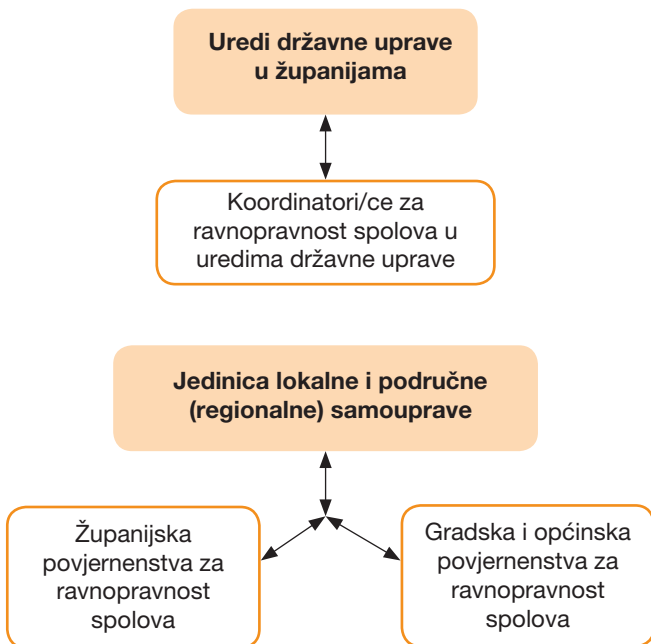 Uredi državne uprave
u županijama
Koordinatori/ce za
ravnopravnost spolova u
uredima državne uprave
Jedinica lokalne i područne
(regionalne) samouprave
Županijska
povjernenstva za
ravnopravnost
spolova
Gradska i općinska
povjernenstva za
ravnopravnost
spolova